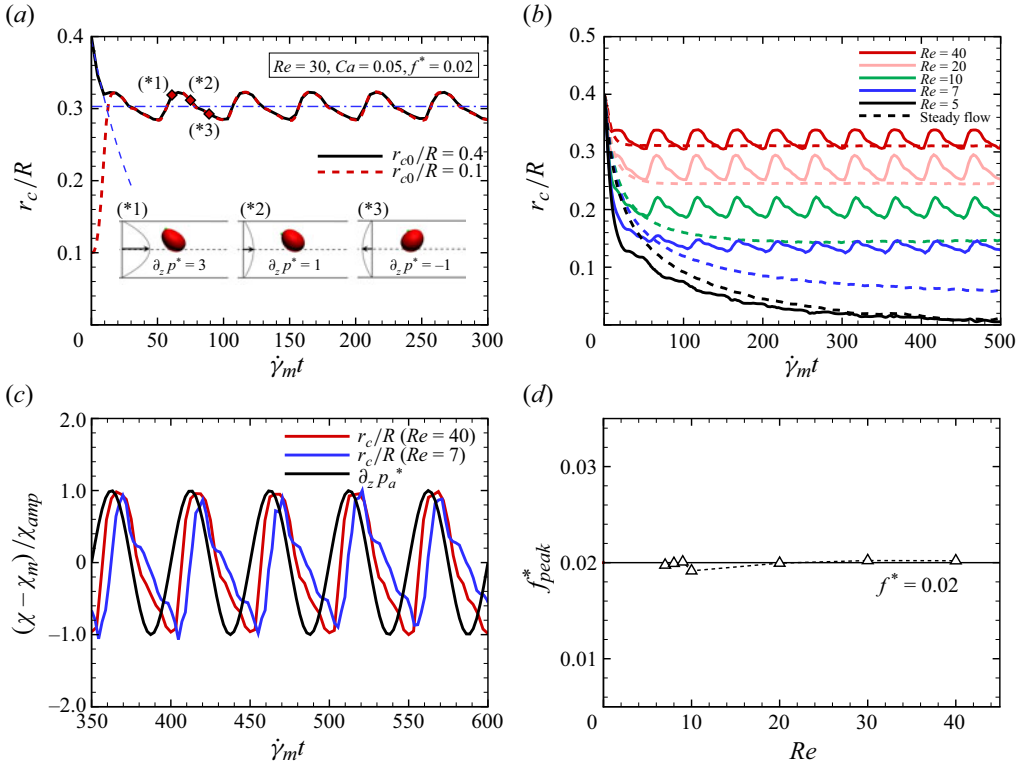 (a)
0.4
0.3
0.2
0.1
0
r_c/R
Re = 30, Ca = 0.05, f* = 0.02
(*1)
(*2)
(*3)
r_c0/R = 0.4
r_c0/R = 0.1
(*1)
(*2)
(*3)
∂_z p* = 3
∂_z p* = 1
∂_z p* = –1
50
100
150
200
250
300
γ̇_m t
(b)
0.5
0.4
0.3
0.2
0.1
0
r_c/R
Re = 40
Re = 20
Re =10
Re = 7
Re = 5
Steady flow
100
200
300
400
500
γ̇_m t
(c)
2.0
1.0
0
–1.0
–2.0
(χ – χ_m)/χ_amp
r_c/R (Re = 40)
r_c/R (Re = 7)
∂_z p_a*
350
400
450
500
550
600
γ̇_m t
(d)
0.03
0.02
0.01
f*_peak
f* = 0.02
0
10
20
30
40
Re